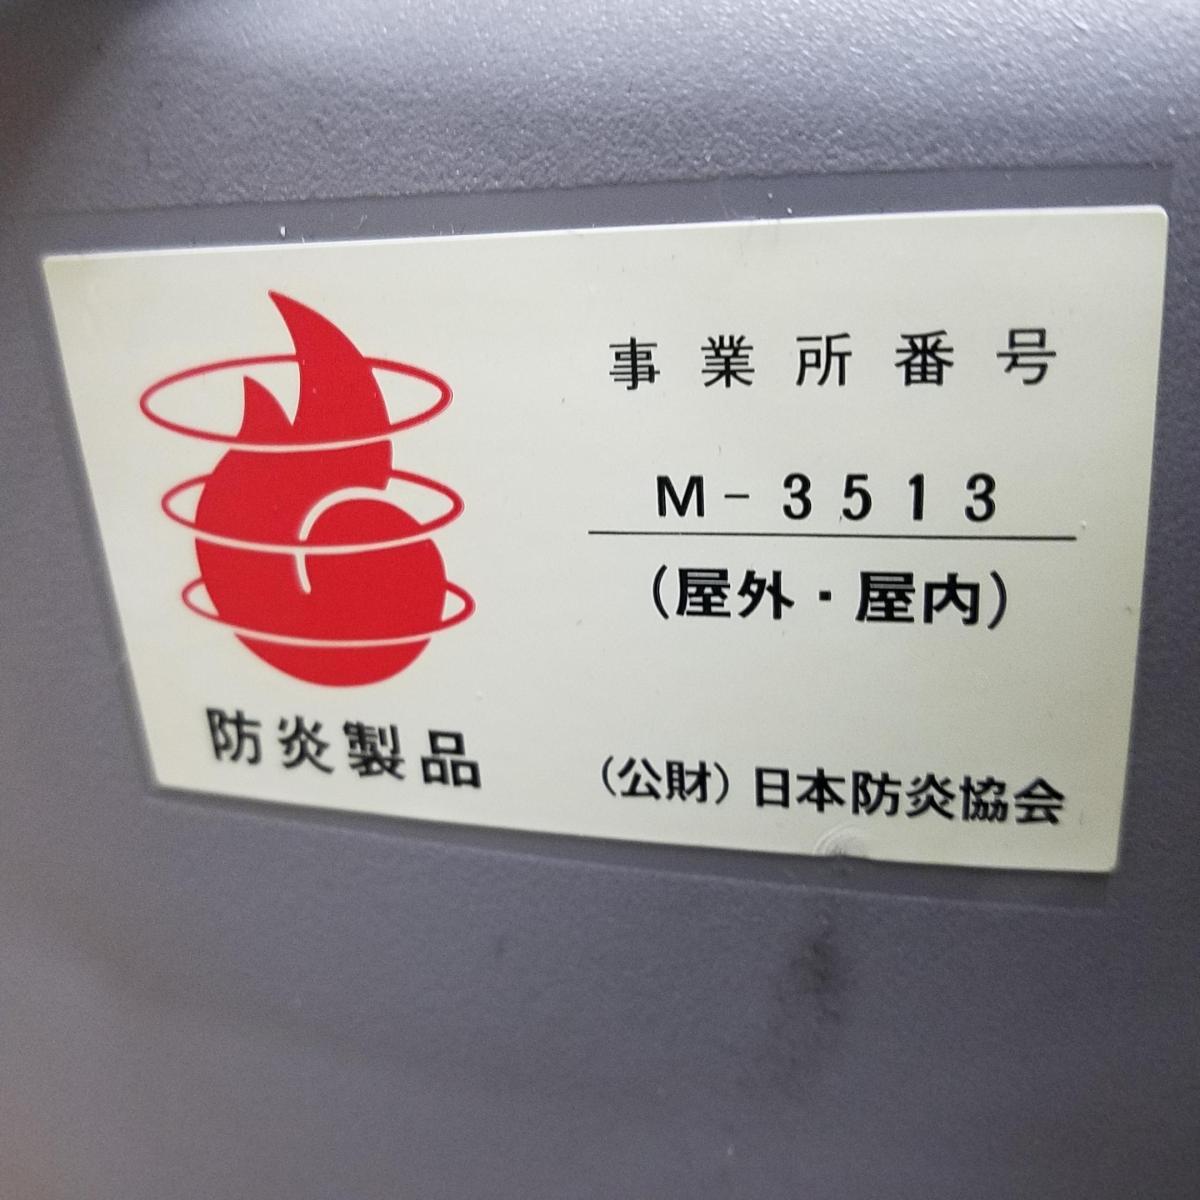 事業所番号
M-3513
(屋外・屋内)
防炎製品
(公財)日本防炎協会